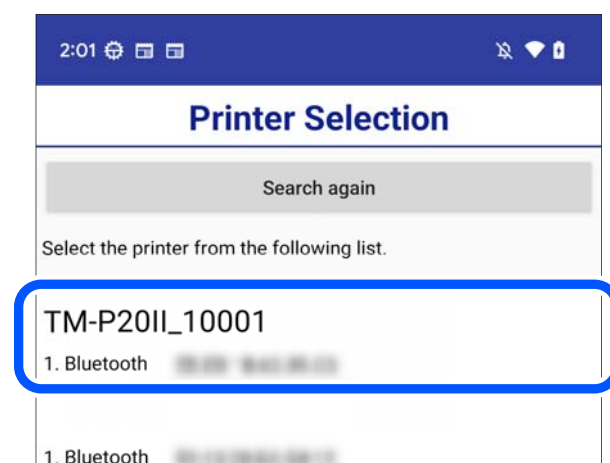 2:01
Printer Selection
Search again
Select the printer from the following list.
TM-P20II_10001
1. Bluetooth
1. Bluetooth